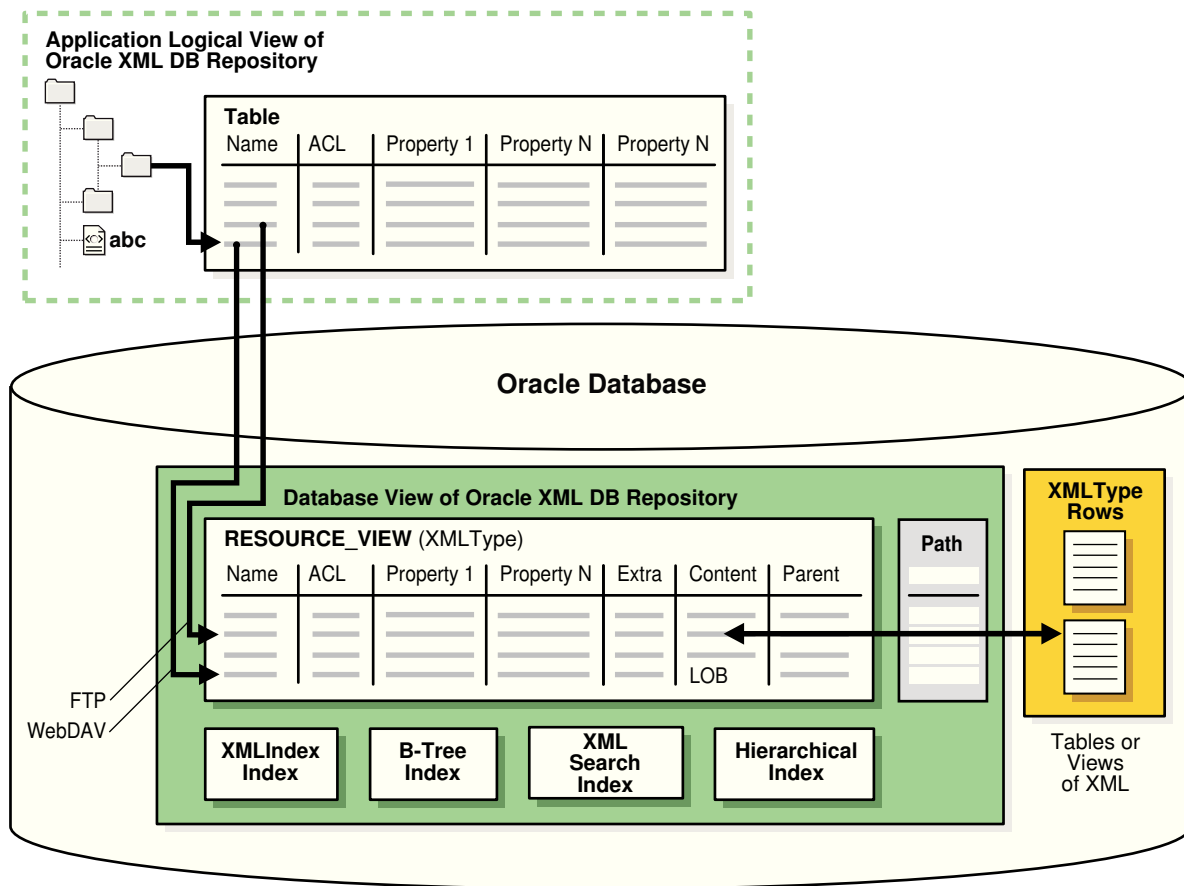 Application Logical View of
Oracle XML DB Repository
Table
Name ACL Property 1 Property N Property N
abc
Oracle Database
Database View of Oracle XML DB Repository
RESOURCE_VIEW (XMLType)
Name ACL Property 1 Property N Extra Content Parent
LOB
Path
XMLType
Rows
FTP
WebDAV
XMLIndex
Index
B-Tree
Index
XML
Search
Index
Hierarchical
Index
Tables or
Views
of XML